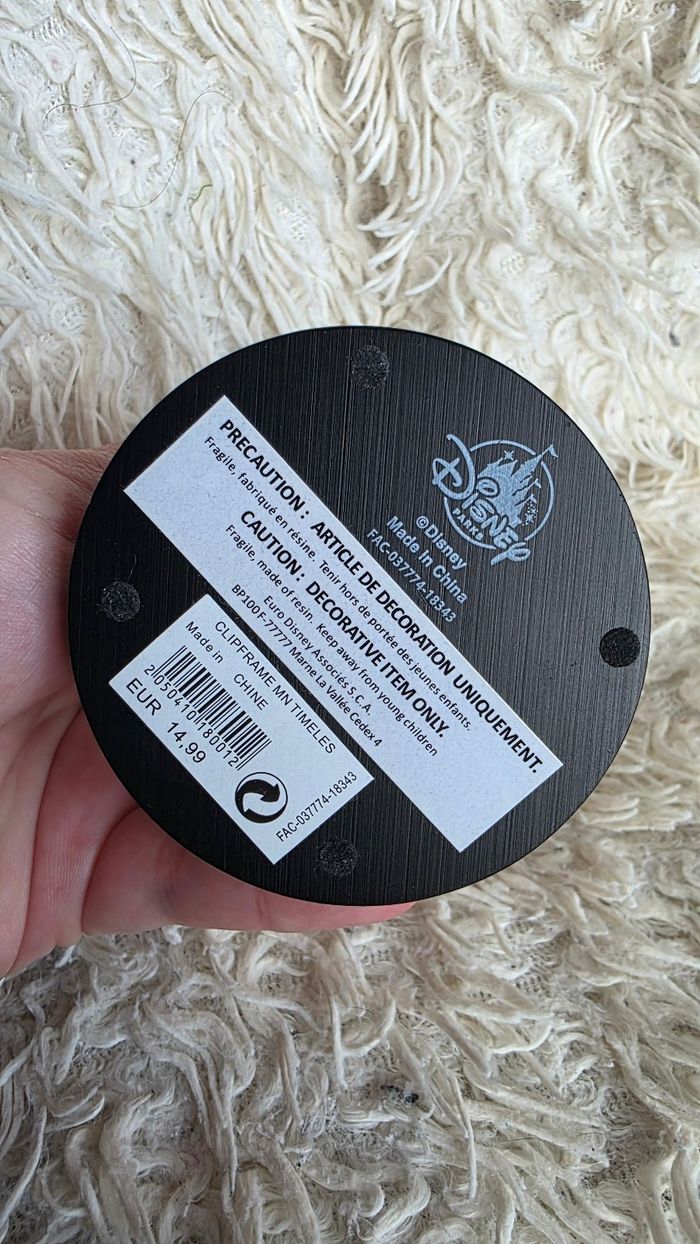 Disney
PARKS
©Disney
Made in China
FAC-037774-18343
PRECAUTION : ARTICLE DE DECORATION UNIQUEMENT.
Fragile, fabriqué en résine. Tenir hors de portée des jeunes enfants.
CAUTION : DECORATIVE ITEM ONLY.
Fragile, made of resin. Keep away from young children
Euro Disney Associés S.C.A.
BP100F-77777 Marne La Vallée Cedex 4
CLIPFRAME MN TIMELES
Made in CHINE
2050410180012
EUR 14,99
FAC-037774-18343